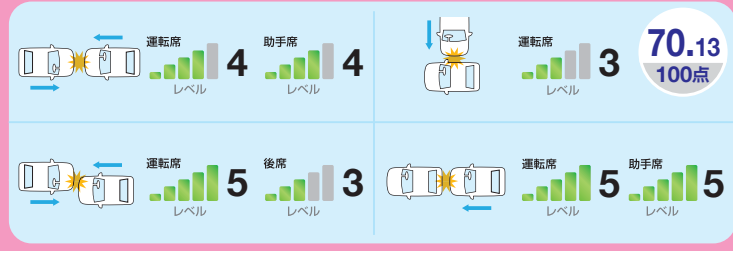 運転席 助手席
4 4
レベル レベル
運転席
3
レベル
70.13
100点
運転席 後席
5 3
レベル レベル
運転席 助手席
5 5
レベル レベル